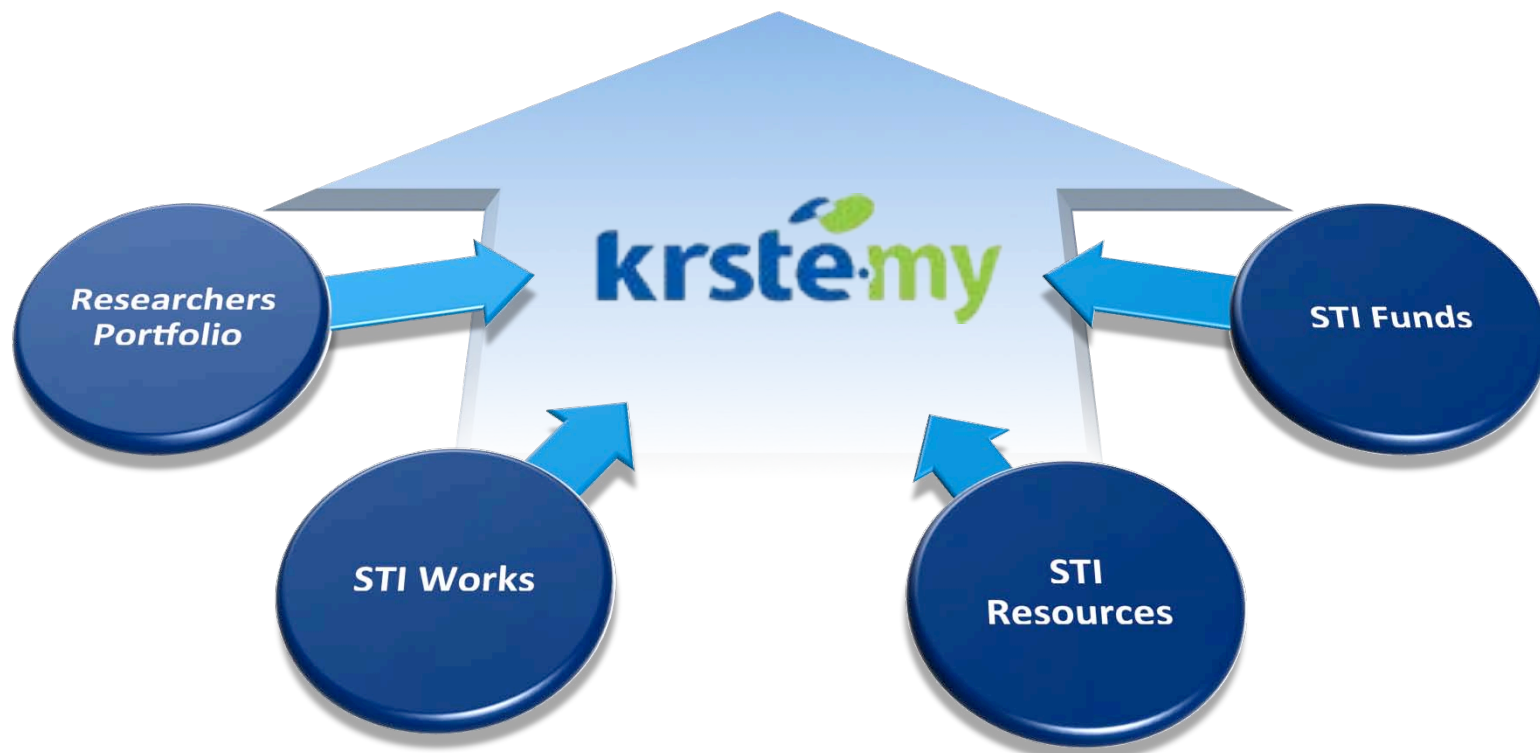 krste.my
Researchers
Portfolio
STI Funds
STI Works
STI
Resources